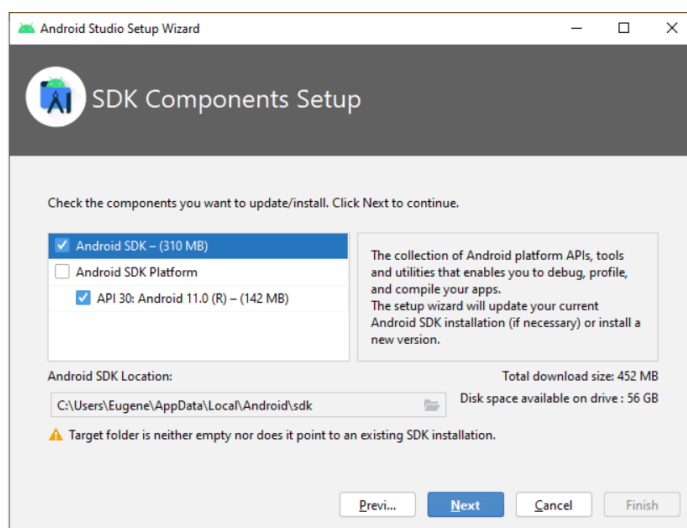 Android Studio Setup Wizard
SDK Components Setup
Check the components you want to update/install. Click Next to continue.
Android SDK – (310 MB)
Android SDK Platform
API 30: Android 11.0 (R) – (142 MB)
The collection of Android platform APIs, tools
and utilities that enables you to debug, profile,
and compile your apps.
The setup wizard will update your current
Android SDK installation (if necessary) or install a
new version.
Android SDK Location:
Total download size: 452 MB
C:\Users\Eugene\AppData\Local\Android\sdk
Disk space available on drive : 56 GB
Target folder is neither empty nor does it point to an existing SDK installation.
Previ...
Next
Cancel
Finish